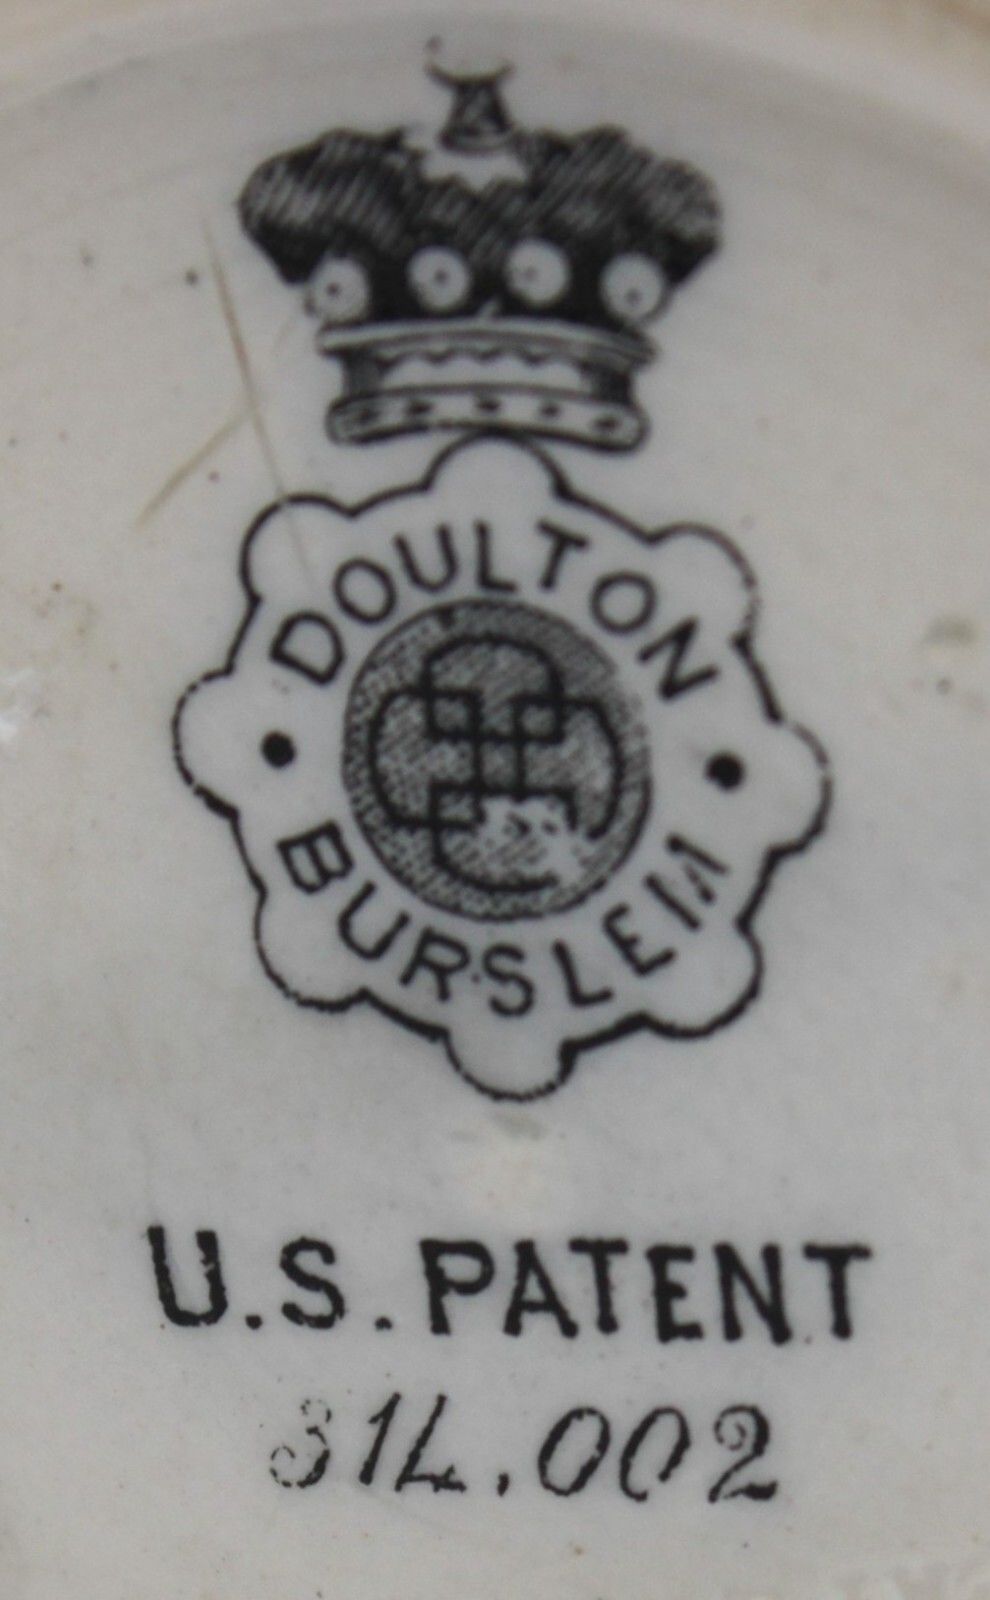 DOULTON
BURSLEM
U.S. PATENT
314.002